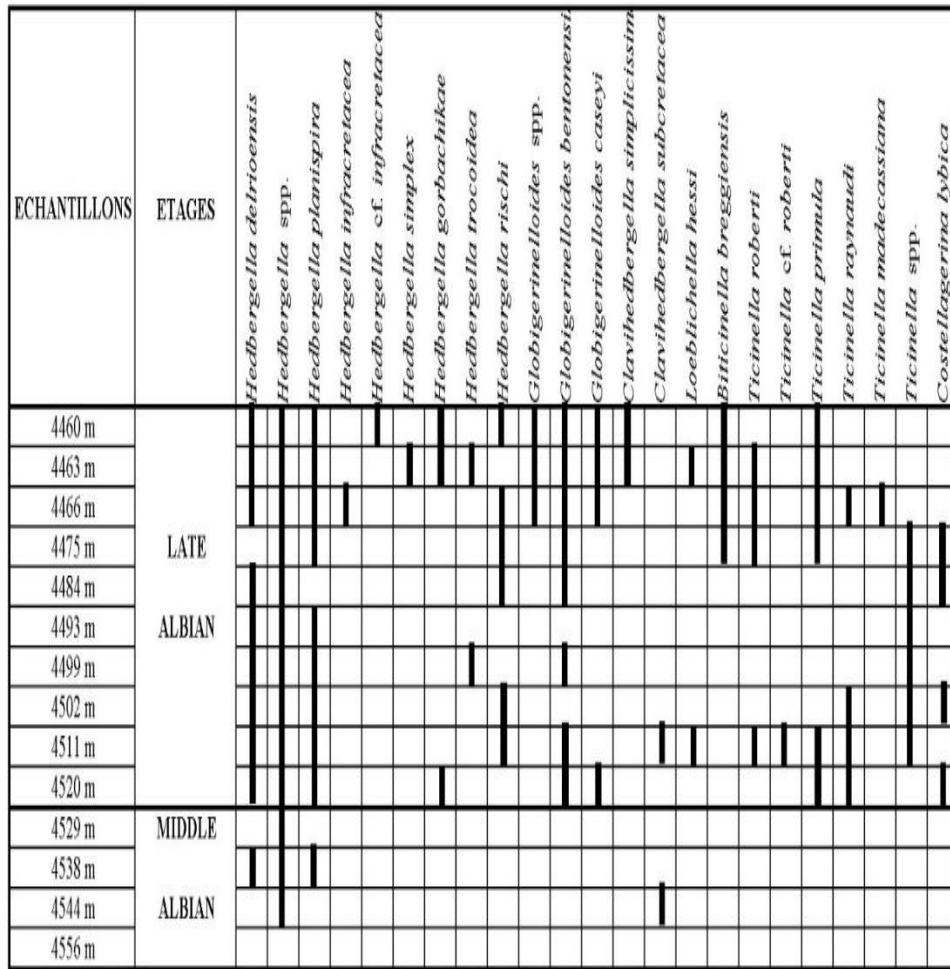 ECHANTILLONS
ETAGES
Hedbergella delrioensis
Hedbergella spp.
Hedbergella planispira
Hedbergella infracretacea
Hedbergella cf. infracretacea
Hedbergella simplex
Hedbergella gorbachikae
Hedbergella trocoidea
Hedbergella rischi
Globigerinelloides spp.
Globigerinelloides bentonensi
Globigerinelloides caseyi
Clavihedbergella simplicissim
Clavihedbergella subcretacea
Loeblichella hessi
Biticinella breggiensis
Ticinella roberti
Ticinella cf. roberti
Ticinella primula
Ticinella raynaudi
Ticinella madecassiana
Ticinella spp.
Costellagerina lybica
4460 m
4463 m
4466 m
4475 m
LATE
4484 m
4493 m
ALBIAN
4499 m
4502 m
4511 m
4520 m
4529 m
MIDDLE
4538 m
4544 m
ALBIAN
4556 m